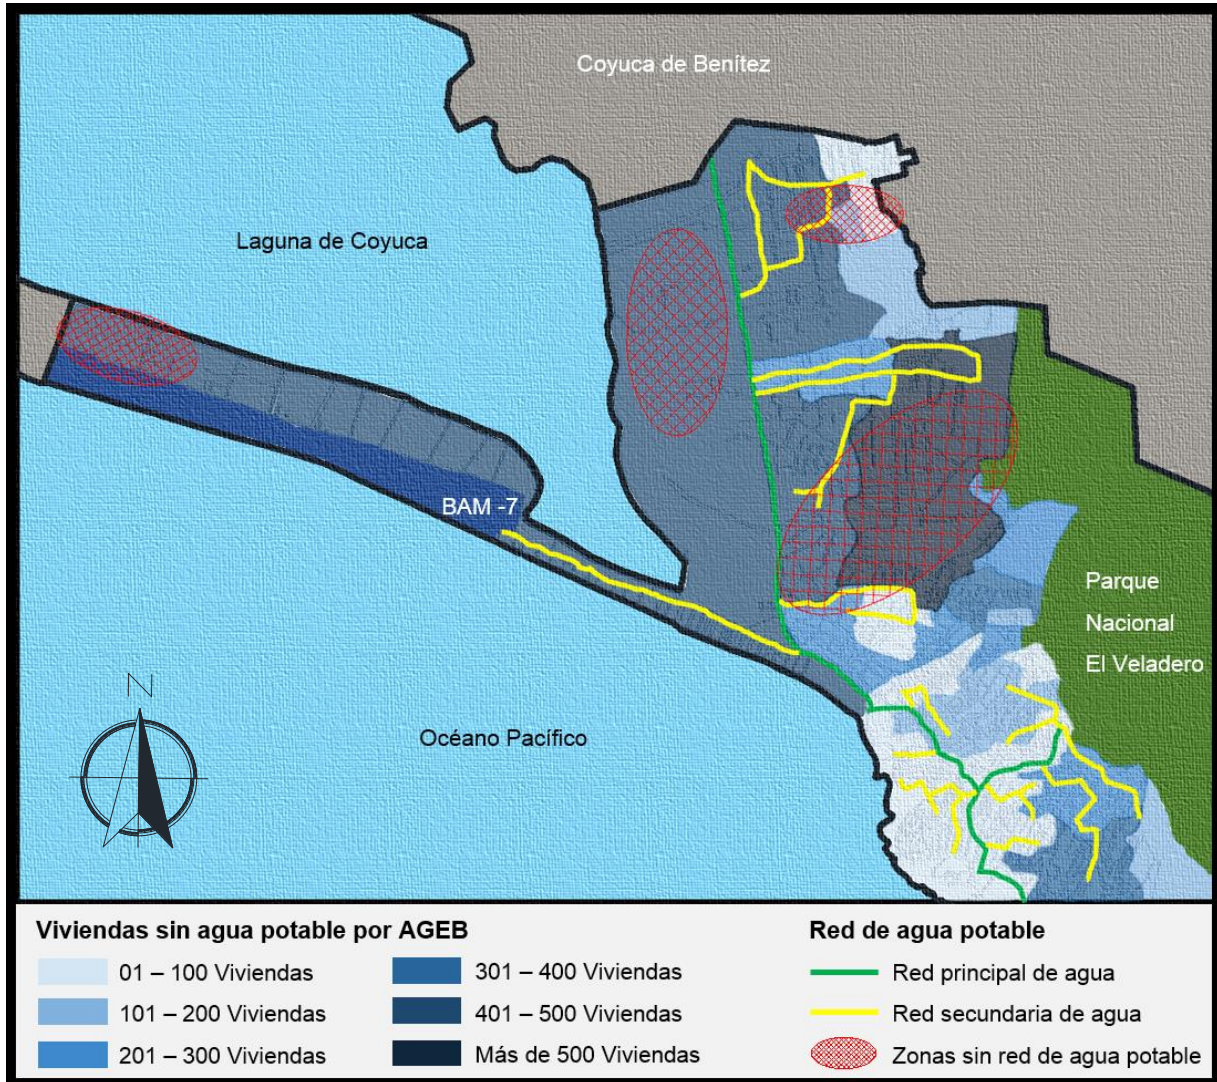 Coyuca de Benítez
Laguna de Coyuca
BAM -7
Parque
Nacional
El Veladero
Océano Pacífico
N
Viviendas sin agua potable por AGEB
01 – 100 Viviendas
101 – 200 Viviendas
201 – 300 Viviendas
301 – 400 Viviendas
401 – 500 Viviendas
Más de 500 Viviendas
Red de agua potable
Red principal de agua
Red secundaria de agua
Zonas sin red de agua potable